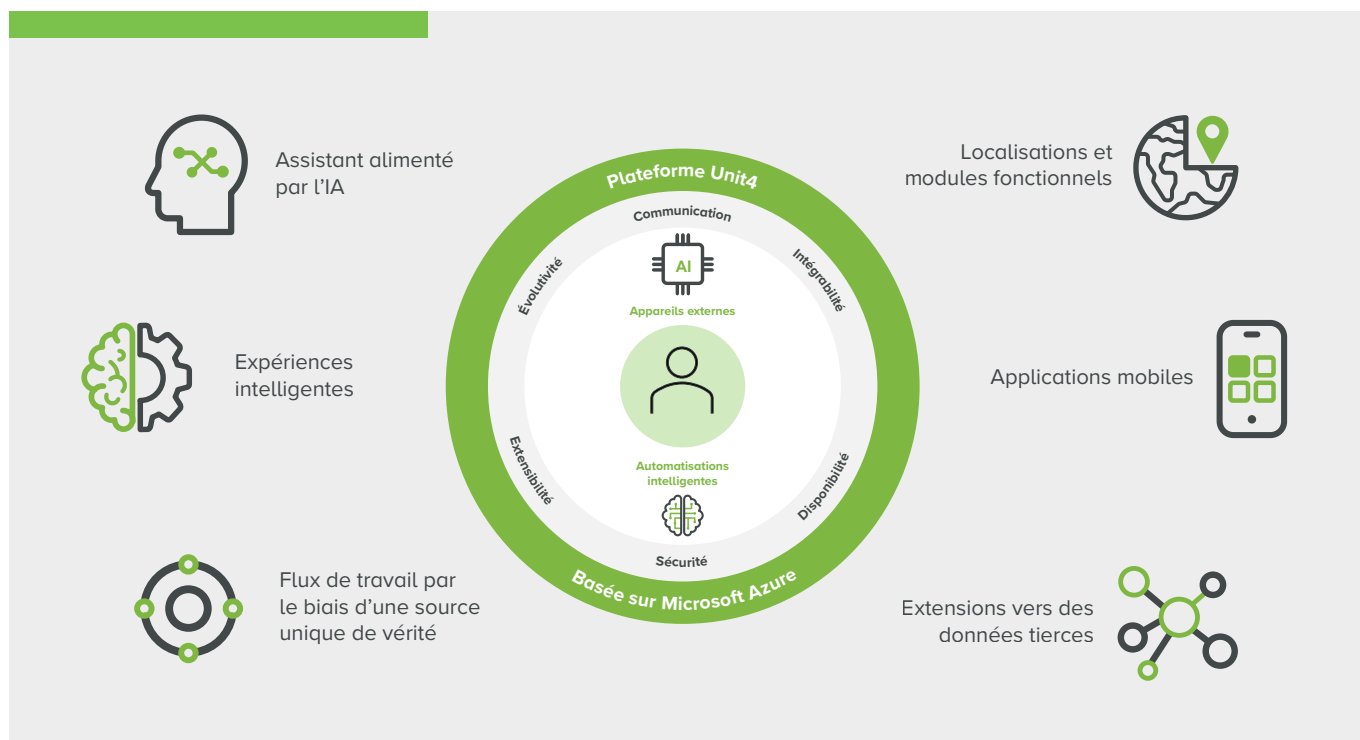 Assistant alimenté
par l’IA
Expériences
intelligentes
Flux de travail par
le biais d’une source
unique de vérité
Plateforme Unit4
Communication
Évolutivité
Intégrabilité
AI
Appareils externes
Automatisations
intelligentes
Extensibilité
Disponibilité
Sécurité
Basée sur Microsoft Azure
Localisations et
modules fonctionnels
Applications mobiles
Extensions vers des
données tierces